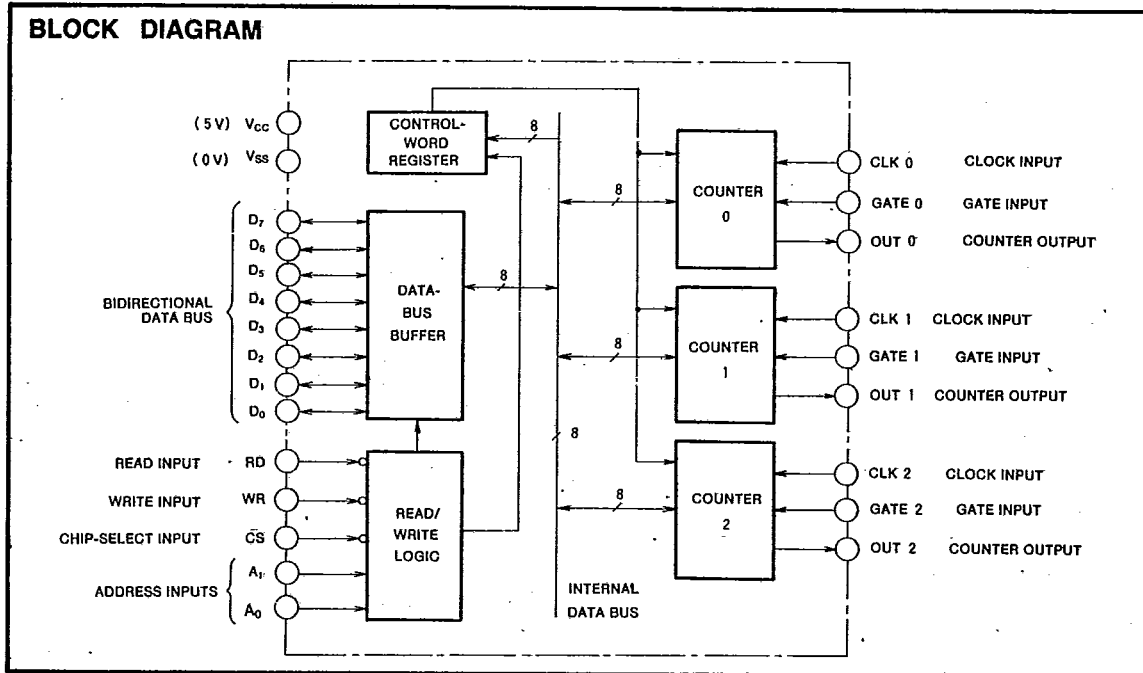 BLOCK DIAGRAM
(5V) VCC
(0V) VSS
CONTROL-
WORD
REGISTER
8
BIDIRECTIONAL
DATA BUS
D7
D6
D5
D4
D3
D2
D1
D0
DATA-
BUS
BUFFER
8
READ INPUT RD
WRITE INPUT WR
CHIP-SELECT INPUT C̅S̅
ADDRESS INPUTS
A1
A0
READ/
WRITE
LOGIC
8
INTERNAL
DATA BUS
8
COUNTER
0
CLK 0 CLOCK INPUT
GATE 0 GATE INPUT
OUT 0 COUNTER OUTPUT
8
COUNTER
1
CLK 1 CLOCK INPUT
GATE 1 GATE INPUT
OUT 1 COUNTER OUTPUT
8
COUNTER
2
CLK 2 CLOCK INPUT
GATE 2 GATE INPUT
OUT 2 COUNTER OUTPUT